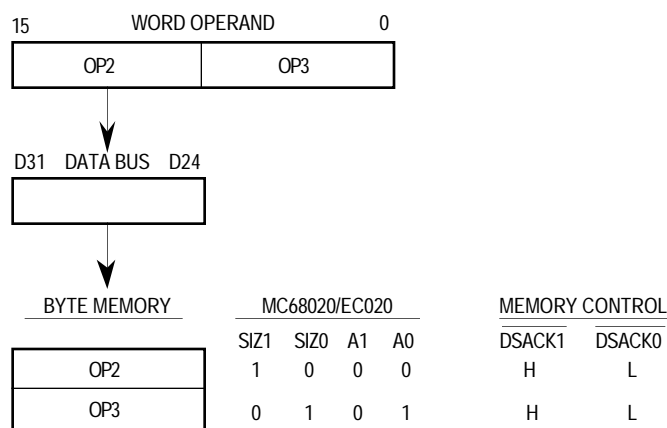 15 WORD OPERAND 0
OP2 OP3
D31 DATA BUS D24
BYTE MEMORY MC68020/EC020 MEMORY CONTROL
SIZ1 SIZ0 A1 A0 DSACK1 DSACK0
OP2 1 0 0 0 H L
OP3 0 1 0 1 H L